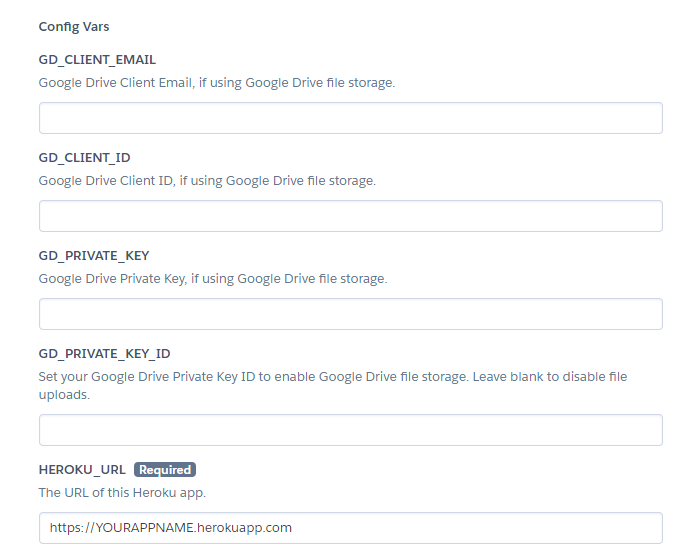 Config Vars
GD_CLIENT_EMAIL
Google Drive Client Email, if using Google Drive file storage.
GD_CLIENT_ID
Google Drive Client ID, if using Google Drive file storage.
GD_PRIVATE_KEY
Google Drive Private Key, if using Google Drive file storage.
GD_PRIVATE_KEY_ID
Set your Google Drive Private Key ID to enable Google Drive file storage. Leave blank to disable file
uploads.
HEROKU_URL Required
The URL of this Heroku app.
https://YOURAPPNAME.herokuapp.com